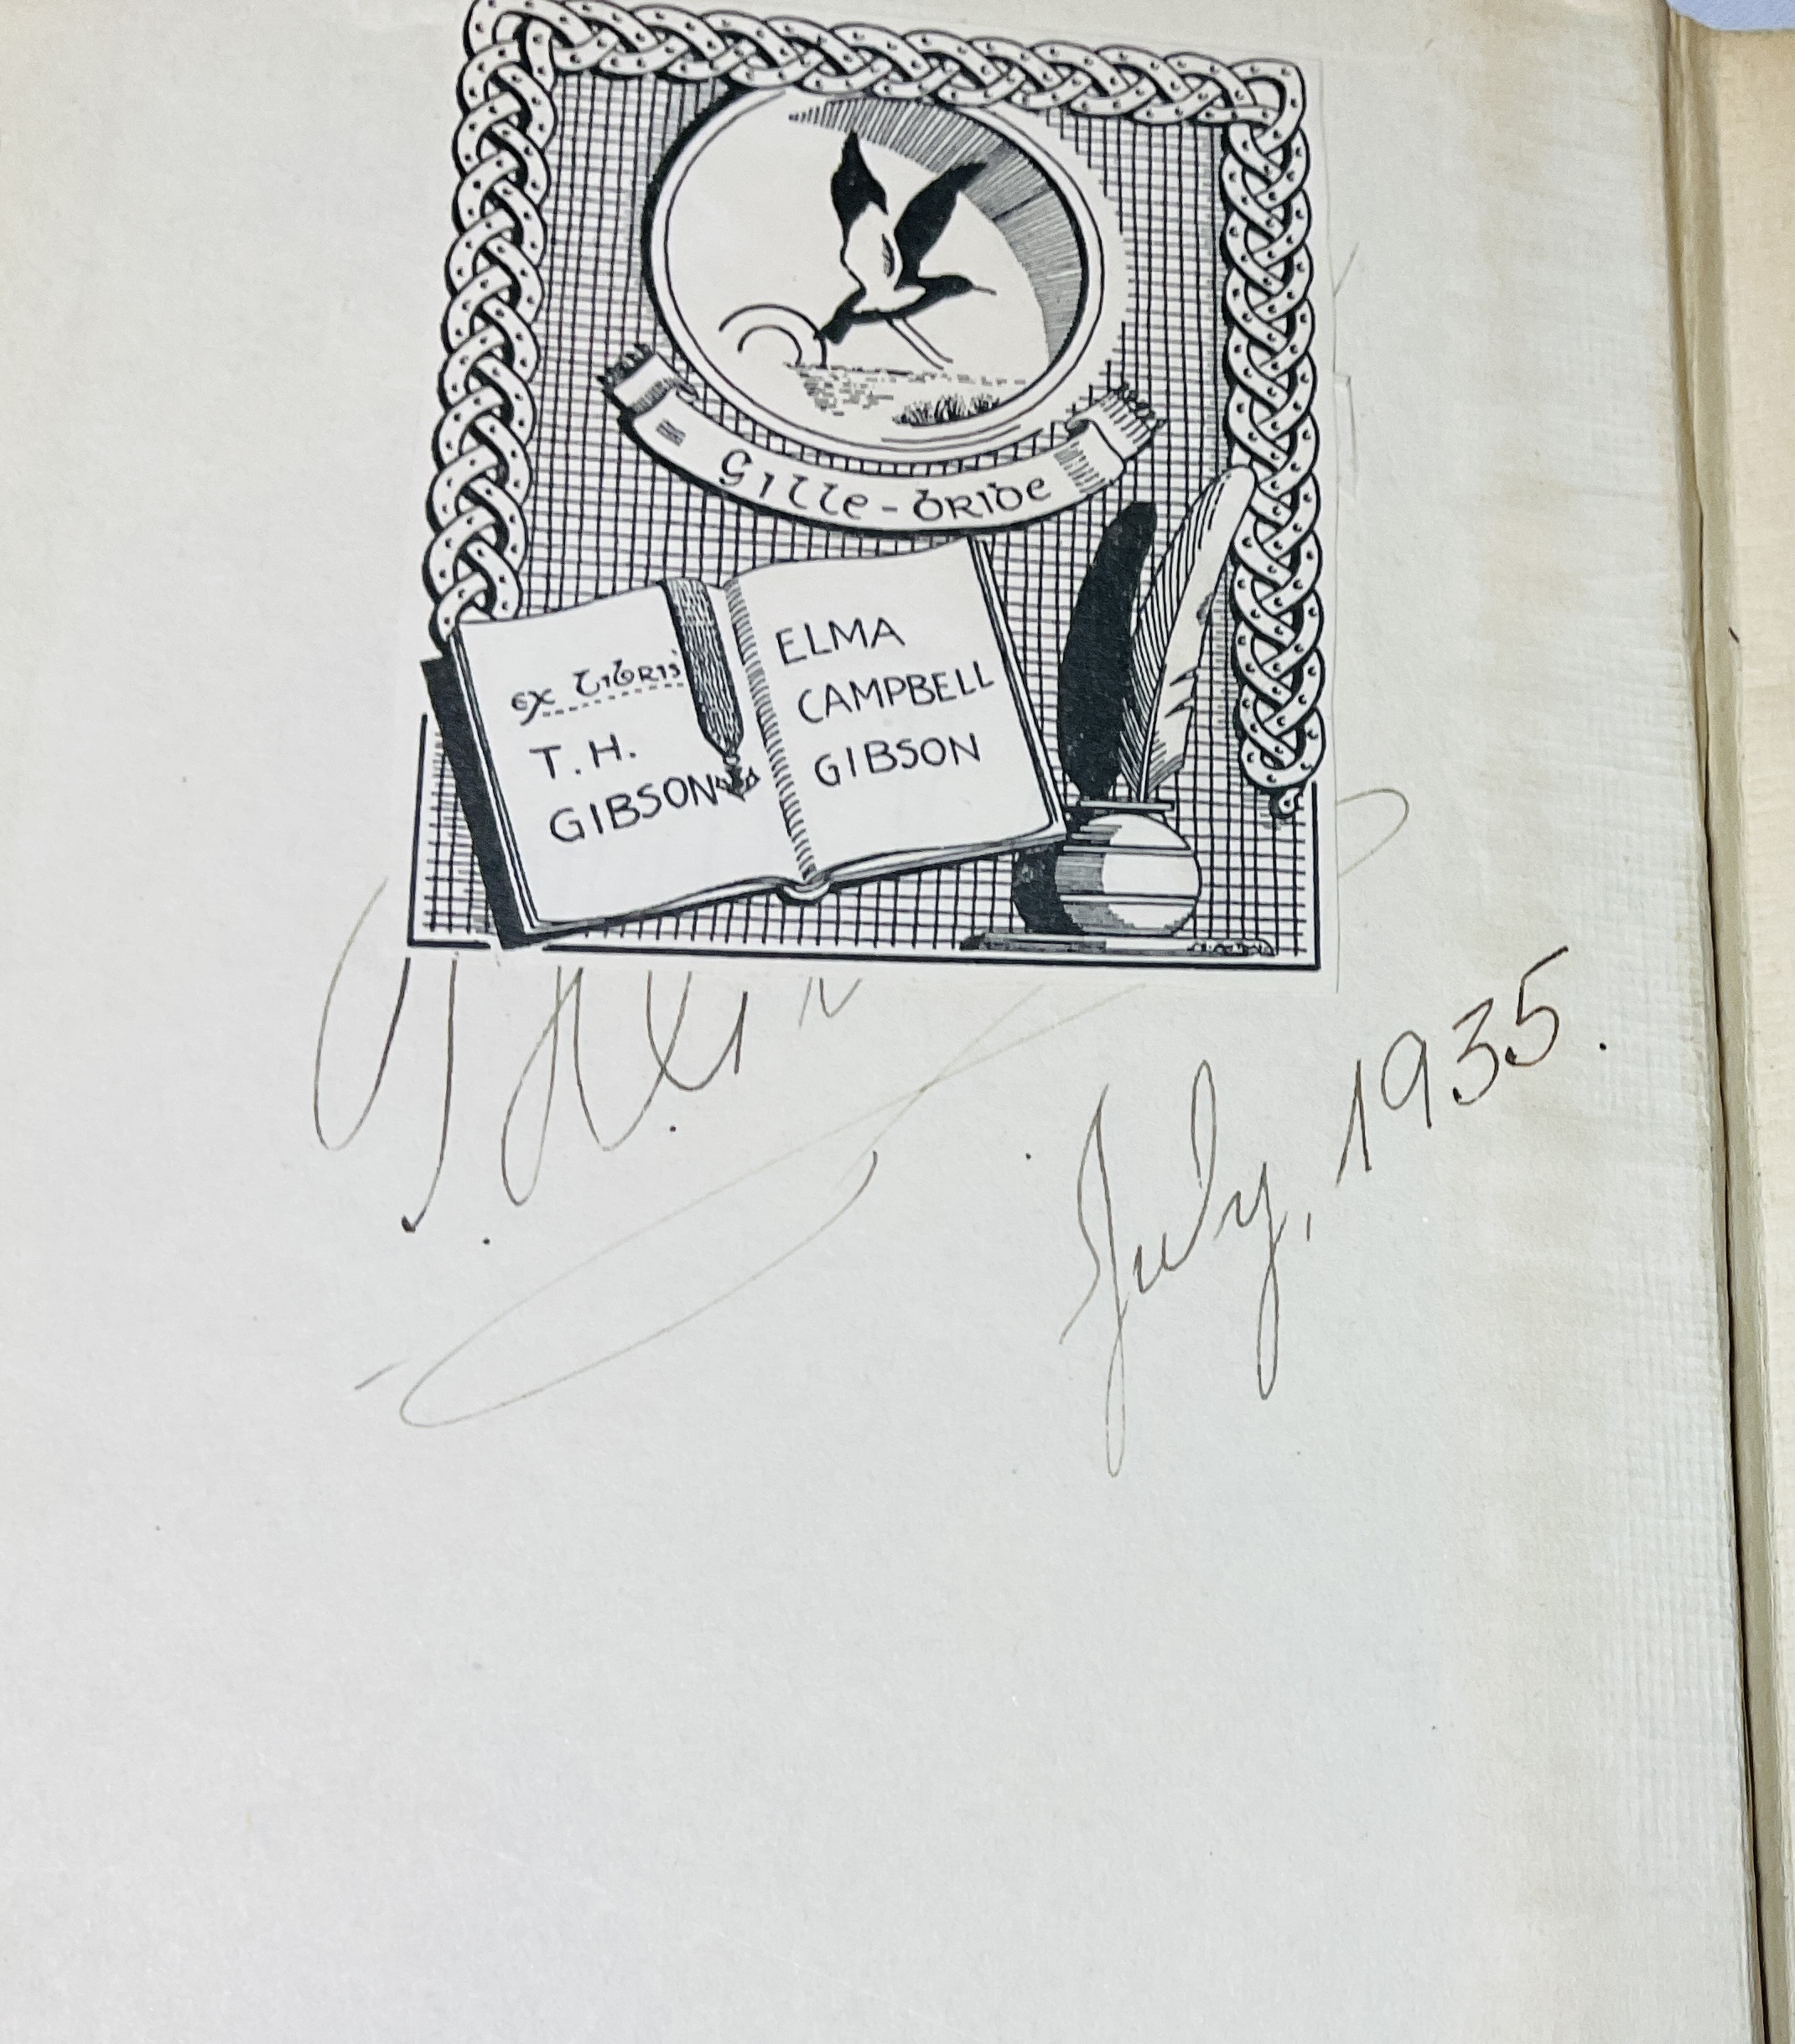 Gille-bride
ex Libris
T. H.
GIBSON
ELMA
CAMPBELL
GIBSON
July, 1935.